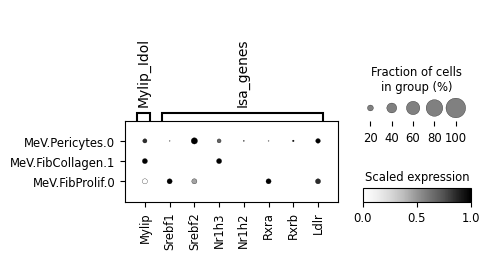 Mylip_Idol
Isa_genes
MeV.Pericytes.0
MeV.FibCollagen.1
MeV.FibProlif.0
Mylip
Srebf1
Srebf2
Nr1h3
Nr1h2
Rxra
Rxrb
Ldlr
Fraction of cells
in group (%)
20 40 60 80 100
Scaled expression
0.0 0.5 1.0